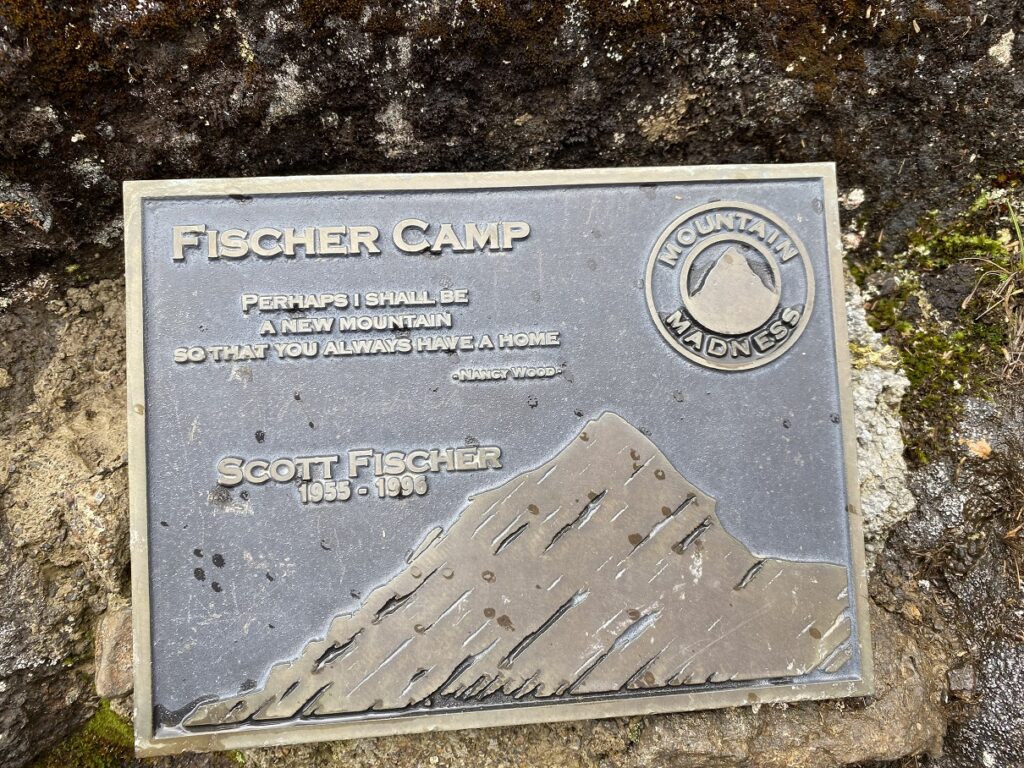 FISCHER CAMP
PERHAPS I SHALL BE
A NEW MOUNTAIN
SO THAT YOU ALWAYS HAVE A HOME
-NANCY WOOD-
MOUNTAIN
MADNESS
SCOTT FISCHER
1955 - 1996